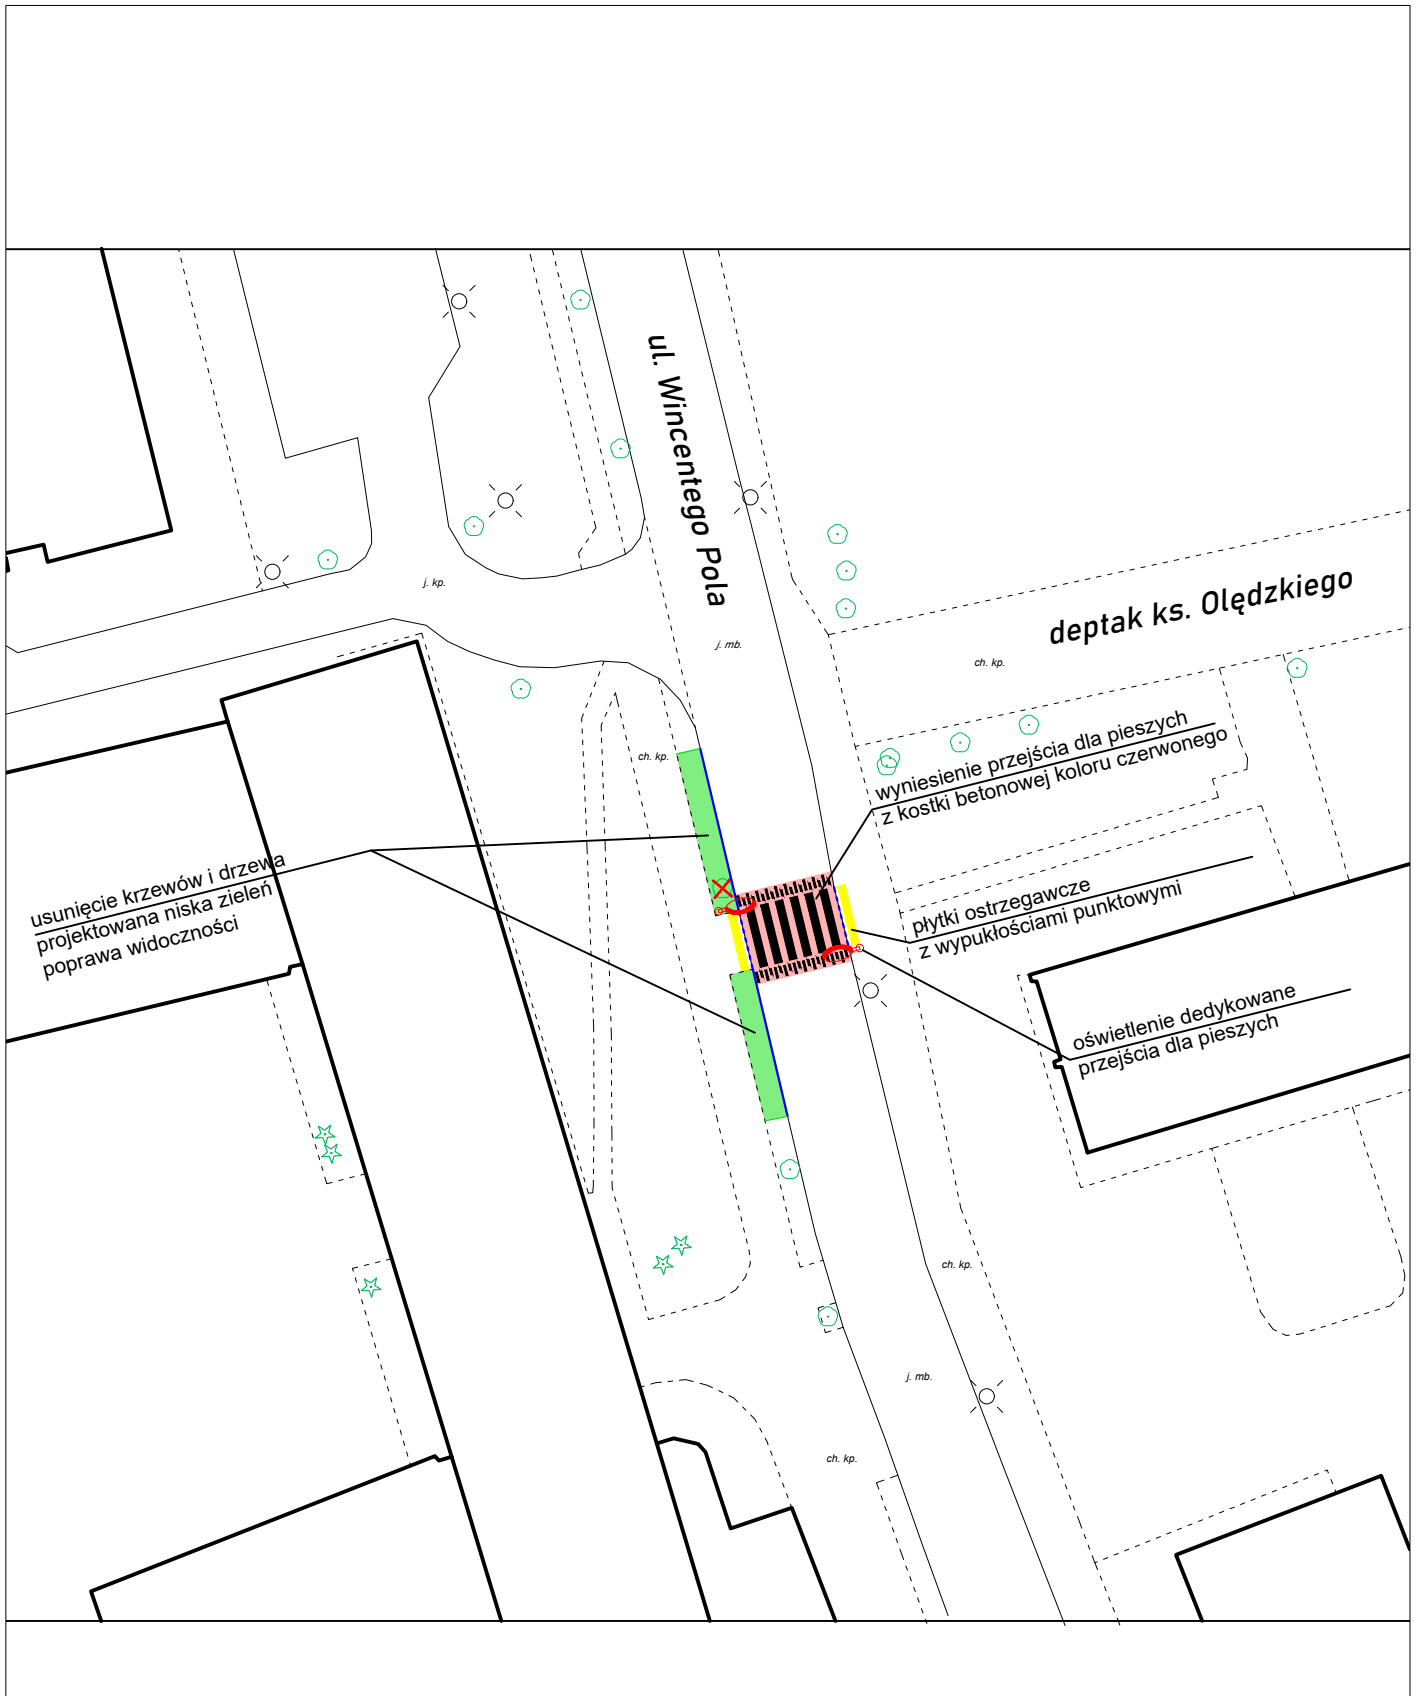 ul. Wincentego Pola
j. kp.
deptak ks. Olędzkiego
j. mb.
ch. kp.
ch. kp.
wyniesienie przejścia dla pieszych
z kostki betonowej koloru czerwonego
usunięcie krzewów i drzewa
projektowana niska zieleń
poprawa widoczności
płytki ostrzegawcze
z wypukłościami punktowymi
oświetlenie dedykowane
przejścia dla pieszych
ch. kp.
j. mb.
ch. kp.